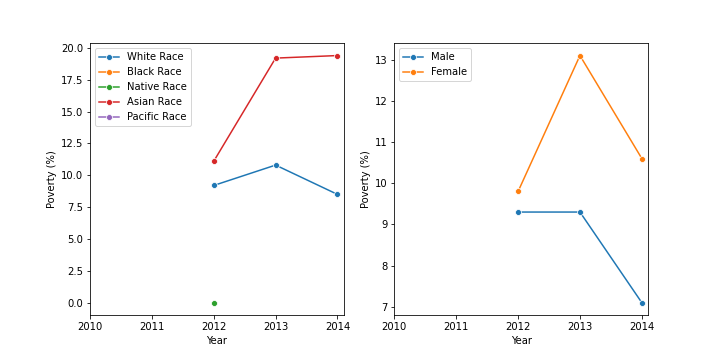 White Race
Black Race
Native Race
Asian Race
Pacific Race
20.0
17.5
15.0
12.5
10.0
7.5
5.0
2.5
0.0
Poverty (%)
2010 2011 2012 2013 2014
Year
Male
Female
13
12
11
10
9
8
7
Poverty (%)
2010 2011 2012 2013 2014
Year